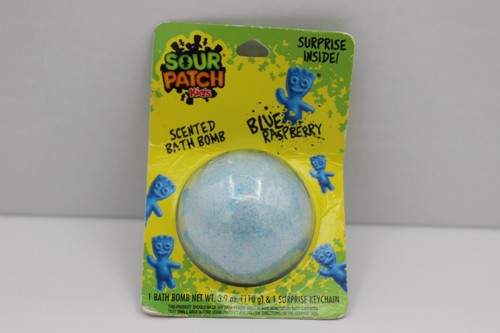 SOUR
PATCH
Kids
SURPRISE
INSIDE!
SCENTED
BATH BOMB
BLUE
RASPBERRY
1 BATH BOMB NET WT. 3.9 oz. (110 g) & 1 SURPRISE KEYCHAIN